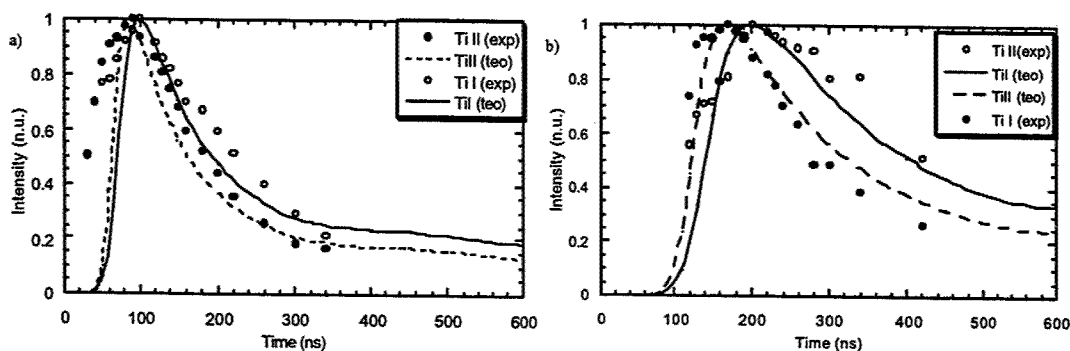 a)
Intensity (n.u.)
1
0.8
0.6
0.4
0.2
0
0 100 200 300 400 500 600
Time (ns)
Ti II (exp)
TiII (teo)
Ti I (exp)
TiI (teo)
b)
Intensity (n.u.)
1
0.8
0.6
0.4
0.2
0
0 100 200 300 400 500 600
Time (ns)
Ti II (exp)
TiI (teo)
TiII (teo)
Ti I (exp)